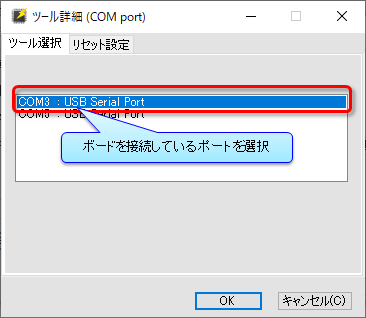 ツール詳細 (COM port)
ツール選択 リセット設定
COM3 : USB Serial Port
COM5 : USB Serial Port
ボードを接続しているポートを選択
OK キャンセル(C)